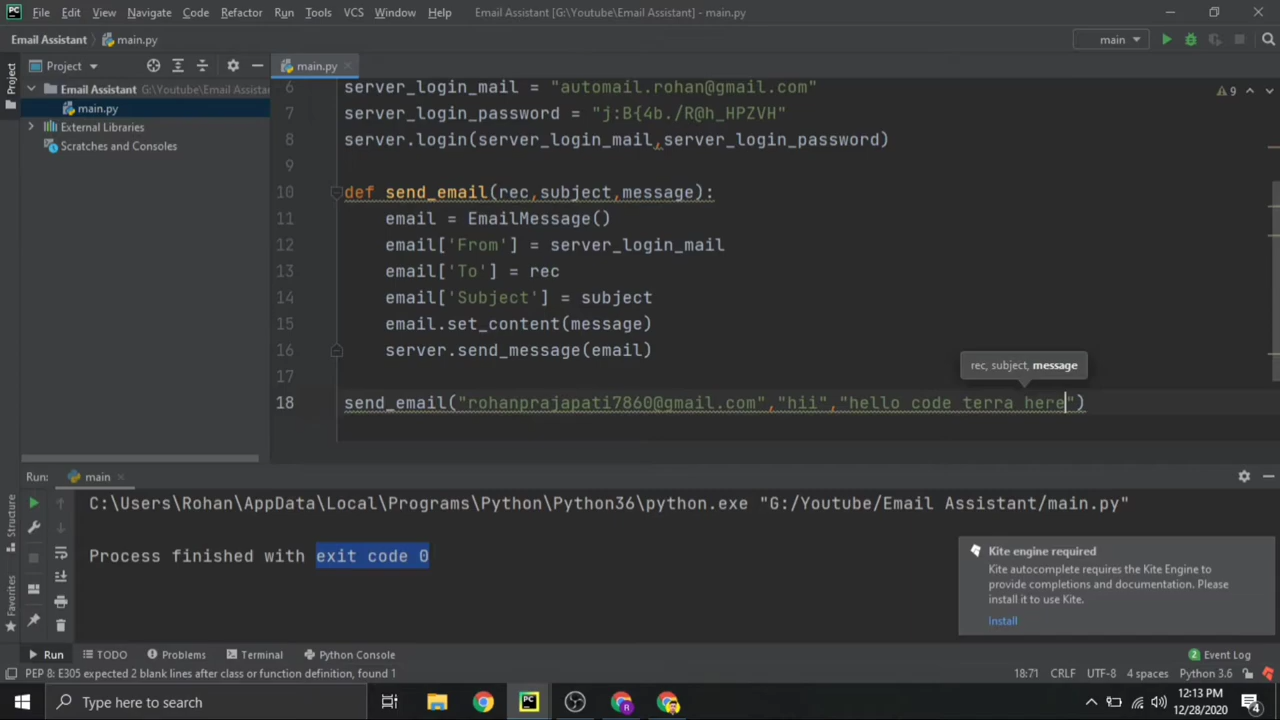 File Edit View Navigate Code Refactor Run Tools VCS Window Help Email Assistant [G:\Youtube\Email Assistant] - main.py
Email Assistant main.py main
Project Project main.py
Email Assistant G:\Youtube\Email Assistan
main.py
External Libraries
Scratches and Consoles
9
6 server_login_mail = "automail.rohan@gmail.com"
7 server_login_password = "j:B{4b./R@h_HPZVH"
8 server.login(server_login_mail,server_login_password)
9
10 def send_email(rec,subject,message):
11 email = EmailMessage()
12 email['From'] = server_login_mail
13 email['To'] = rec
14 email['Subject'] = subject
15 email.set_content(message)
16 server.send_message(email)
17
rec, subject, message
18 send_email("rohanprajapati7860@gmail.com","hii","hello code terra here")
Run: main
C:\Users\Rohan\AppData\Local\Programs\Python\Python36\python.exe "G:/Youtube/Email Assistant/main.py"
Process finished with exit code 0
Structure
Favorites
Kite engine required
Kite autocomplete requires the Kite Engine to
provide completions and documentation. Please
install it to use Kite.
Install
Run TODO Problems Terminal Python Console 2 Event Log
PEP 8: E305 expected 2 blank lines after class or function definition, found 1 18:71 CRLF UTF-8 4 spaces Python 3.6
Type here to search
12:13 PM
12/28/2020
4